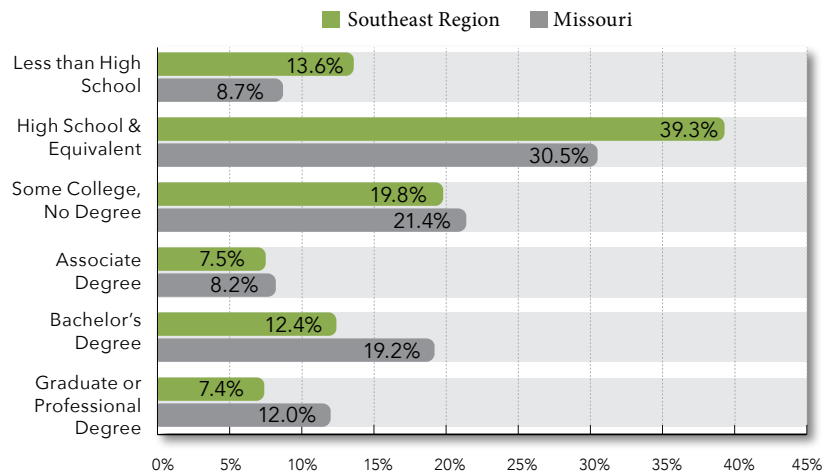 Southeast Region Missouri
Less than High
School
13.6%
8.7%
High School &
Equivalent
39.3%
30.5%
Some College,
No Degree
19.8%
21.4%
Associate
Degree
7.5%
8.2%
Bachelor's
Degree
12.4%
19.2%
Graduate or
Professional
Degree
7.4%
12.0%
0% 5% 10% 15% 20% 25% 30% 35% 40% 45%